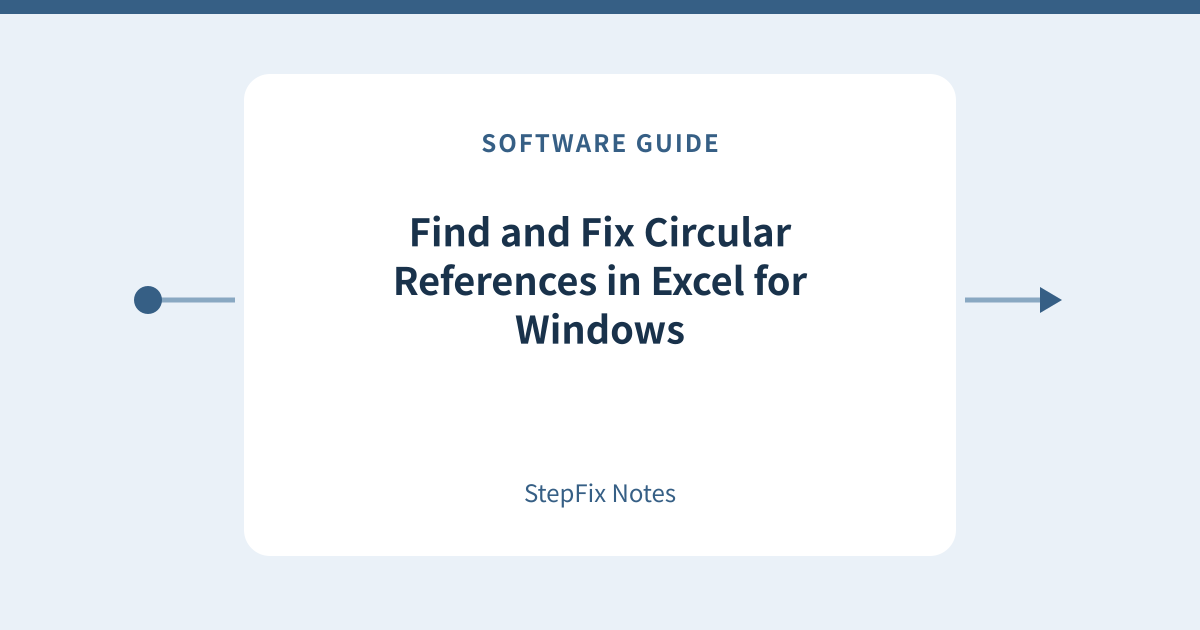 SOFTWARE GUIDE
Find and Fix Circular
References in Excel for
Windows
StepFix Notes